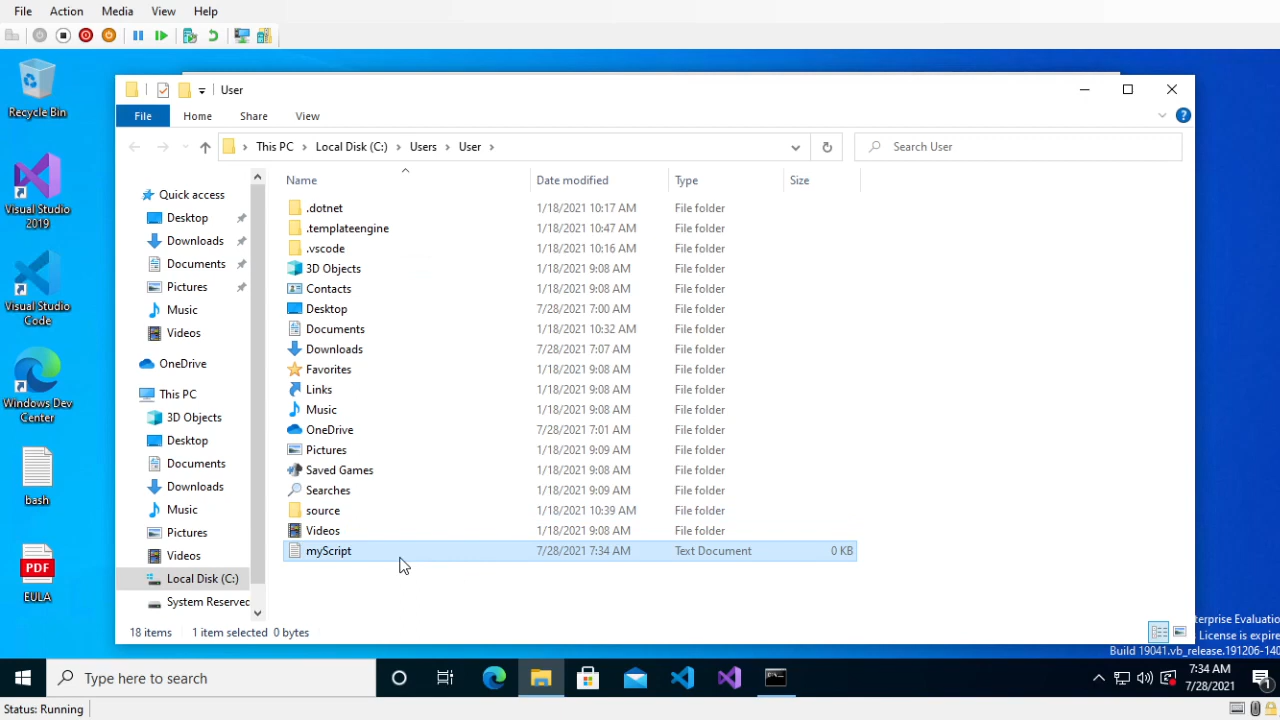 File Action Media View Help
User
File Home Share View
This PC Local Disk (C:) Users User
Search User
Name Date modified Type Size
Recycle Bin
Visual Studio
2019
Visual Studio
Code
Windows Dev
Center
bash
PDF
EULA
Quick access
Desktop
Downloads
Documents
Pictures
Music
Videos
OneDrive
This PC
3D Objects
Desktop
Documents
Downloads
Music
Pictures
Videos
Local Disk (C:)
System Reserved
.dotnet 1/18/2021 10:17 AM File folder
.templateengine 1/18/2021 10:47 AM File folder
.vscode 1/18/2021 10:16 AM File folder
3D Objects 1/18/2021 9:08 AM File folder
Contacts 1/18/2021 9:08 AM File folder
Desktop 7/28/2021 7:00 AM File folder
Documents 1/18/2021 10:32 AM File folder
Downloads 7/28/2021 7:07 AM File folder
Favorites 1/18/2021 9:08 AM File folder
Links 1/18/2021 9:08 AM File folder
Music 1/18/2021 9:08 AM File folder
OneDrive 7/28/2021 7:01 AM File folder
Pictures 1/18/2021 9:09 AM File folder
Saved Games 1/18/2021 9:08 AM File folder
Searches 1/18/2021 9:09 AM File folder
source 1/18/2021 10:39 AM File folder
Videos 1/18/2021 9:08 AM File folder
myScript 7/28/2021 7:34 AM Text Document 0 KB
18 items 1 item selected 0 bytes
terprise Evaluatio
License is expire
Build 19041.vb_release.191206-140
Type here to search
7:34 AM
7/28/2021
1
Status: Running